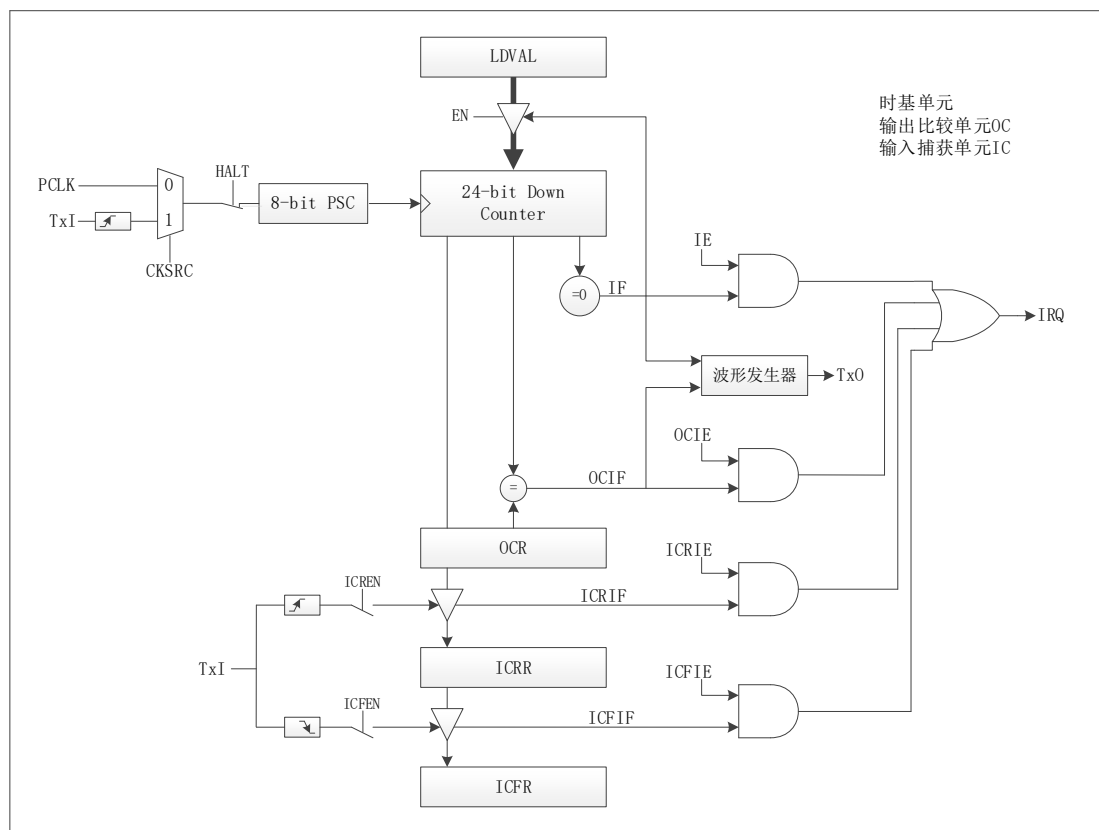 LDVAL
时基单元
输出比较单元OC
输入捕获单元IC
EN
HALT
PCLK
0
8-bit PSC
24-bit Down
Counter
TxI
1
CKSRC
IE
=0
IF
IRQ
波形发生器
TxO
OCIE
=
OCIF
OCR
ICRIE
ICREN
ICRIF
TxI
ICRR
ICFIE
ICFEN
ICFIF
ICFR